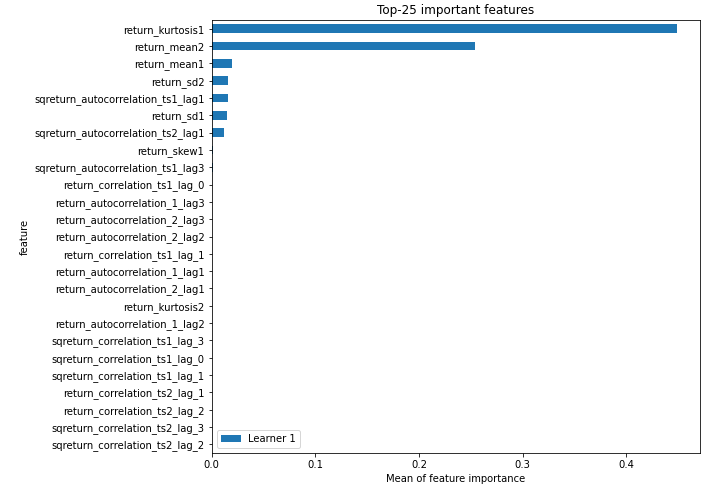 Top-25 important features
return_kurtosis1
return_mean2
return_mean1
return_sd2
sqreturn_autocorrelation_ts1_lag1
return_sd1
sqreturn_autocorrelation_ts2_lag1
return_skew1
sqreturn_autocorrelation_ts1_lag3
return_correlation_ts1_lag_0
return_autocorrelation_1_lag3
return_autocorrelation_2_lag3
return_autocorrelation_2_lag2
return_correlation_ts1_lag_1
return_autocorrelation_1_lag1
return_autocorrelation_2_lag1
return_kurtosis2
return_autocorrelation_1_lag2
sqreturn_correlation_ts1_lag_3
sqreturn_correlation_ts1_lag_0
sqreturn_correlation_ts1_lag_1
return_correlation_ts2_lag_1
return_correlation_ts2_lag_2
sqreturn_correlation_ts2_lag_3
sqreturn_correlation_ts2_lag_2
feature
Learner 1
0.0 0.1 0.2 0.3 0.4
Mean of feature importance